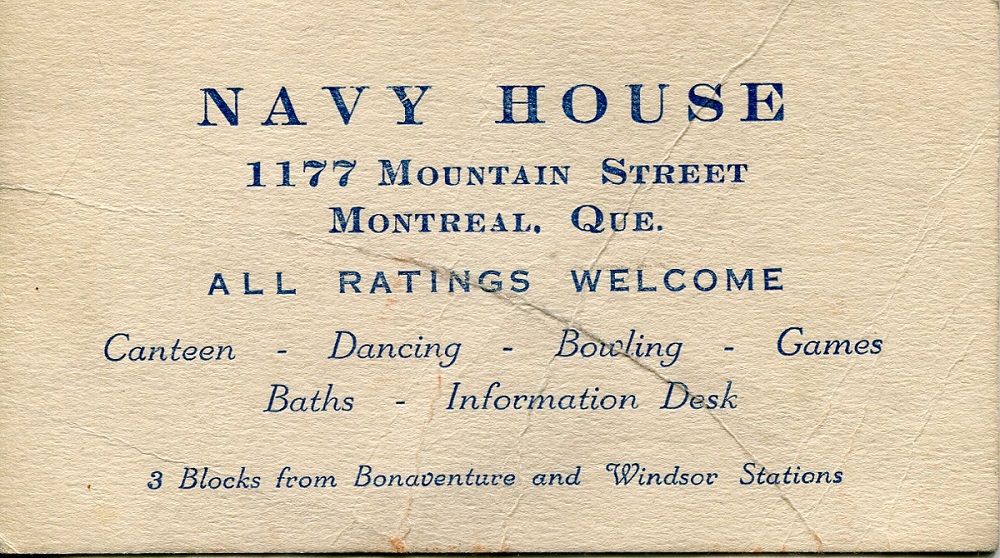 NAVY HOUSE
1177 MOUNTAIN STREET
MONTREAL, QUE.
ALL RATINGS WELCOME
Canteen - Dancing - Bowling - Games
Baths - Information Desk
3 Blocks from Bonaventure and Windsor Stations